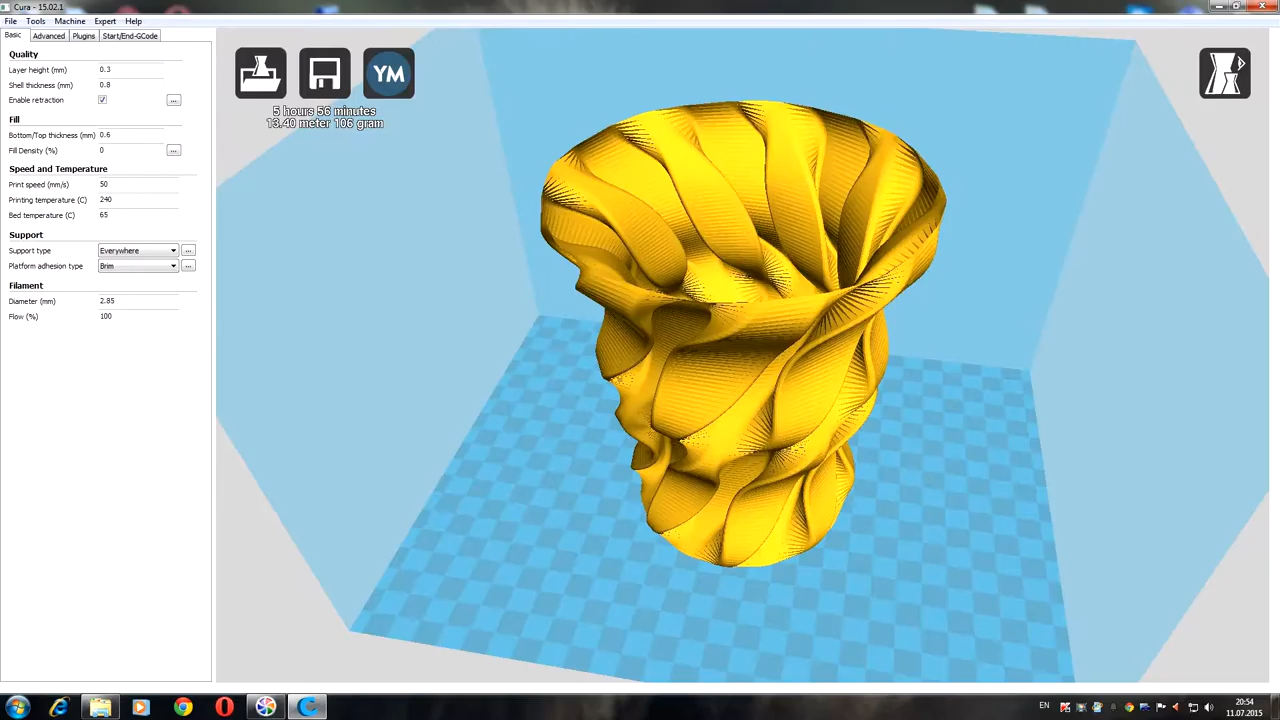 Cura - 15.02.1
File Tools Machine Expert Help
Basic Advanced Plugins Start/End-GCode
Quality
Layer height (mm) 0.3
Shell thickness (mm) 0.8
Enable retraction ...
Fill
Bottom/Top thickness (mm) 0.6
Fill Density (%) 0 ...
Speed and Temperature
Print speed (mm/s) 50
Printing temperature (C) 240
Bed temperature (C) 65
Support
Support type Everywhere ...
Platform adhesion type Brim ...
Filament
Diameter (mm) 2.85
Flow (%) 100
YM
5 hours 56 minutes
13.40 meter 106 gram
EN
20:54
11.07.2015